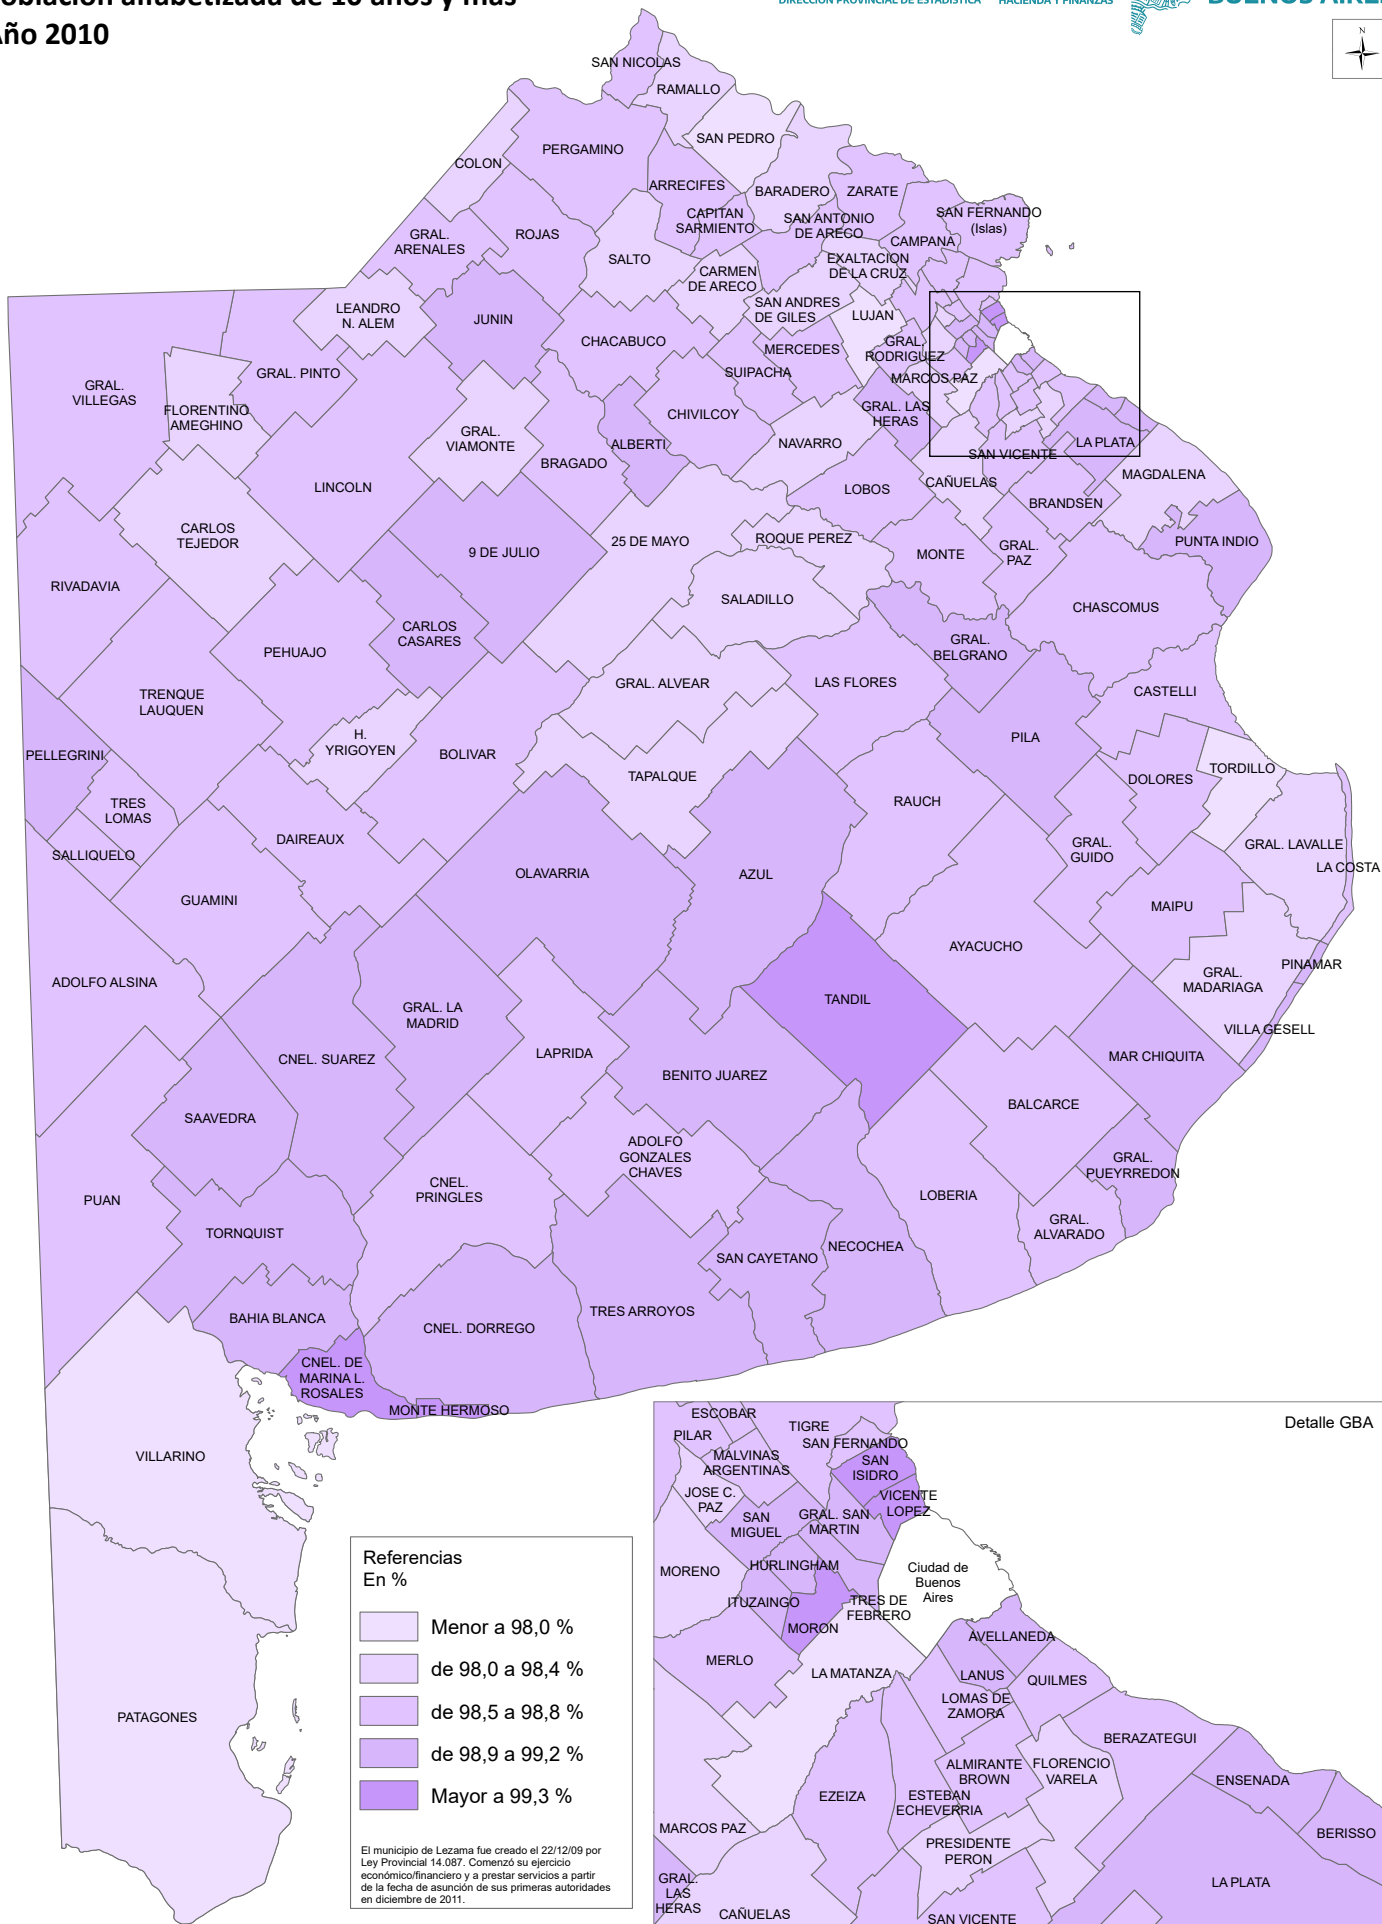 Año 2010
DIRECCIÓN PROVINCIAL DE ESTADÍSTICA
HACIENDA Y FINANZAS
N
SAN NICOLAS
RAMALLO
SAN PEDRO
COLON
PERGAMINO
ARRECIFES
BARADERO
ZARATE
SAN FERNANDO
(Islas)
CAPITAN
SARMIENTO
SAN ANTONIO
DE ARECO
CAMPANA
GRAL.
ARENALES
ROJAS
SALTO
CARMEN
DE ARECO
EXALTACION
DE LA CRUZ
SAN ANDRES
DE GILES
LUJAN
LEANDRO
N. ALEM
JUNIN
CHACABUCO
MERCEDES
GRAL.
RODRIGUEZ
SUIPACHA
MARCOS PAZ
GRAL.
VILLEGAS
GRAL. PINTO
FLORENTINO
AMEGHINO
GRAL.
VIAMONTE
ALBERTI
CHIVILCOY
GRAL. LAS
HERAS
NAVARRO
LA PLATA
SAN VICENTE
BRAGADO
LINCOLN
LOBOS
CAÑUELAS
MAGDALENA
BRANDSEN
CARLOS
TEJEDOR
9 DE JULIO
25 DE MAYO
ROQUE PEREZ
MONTE
GRAL.
PAZ
PUNTA INDIO
RIVADAVIA
SALADILLO
CHASCOMUS
CARLOS
CASARES
PEHUAJO
GRAL.
BELGRANO
TRENQUE
LAUQUEN
GRAL. ALVEAR
LAS FLORES
CASTELLI
PELLEGRINI
H.
YRIGOYEN
BOLIVAR
PILA
TAPALQUE
DOLORES
TORDILLO
TRES
LOMAS
RAUCH
SALLIQUELO
DAIREAUX
GRAL.
GUIDO
GRAL. LAVALLE
LA COSTA
OLAVARRIA
AZUL
GUAMINI
MAIPU
AYACUCHO
ADOLFO ALSINA
GRAL.
MADARIAGA
PINAMAR
TANDIL
GRAL. LA
MADRID
VILLA GESELL
CNEL. SUAREZ
LAPRIDA
BENITO JUAREZ
MAR CHIQUITA
SAAVEDRA
BALCARCE
ADOLFO
GONZALES
CHAVES
GRAL.
PUEYRREDON
PUAN
CNEL.
PRINGLES
LOBERIA
TORNQUIST
GRAL.
ALVARADO
SAN CAYETANO
NECOCHEA
BAHIA BLANCA
CNEL. DORREGO
TRES ARROYOS
CNEL. DE
MARINA L.
ROSALES
MONTE HERMOSO
VILLARINO
PATAGONES
Referencias
En %
Menor a 98,0 %
de 98,0 a 98,4 %
de 98,5 a 98,8 %
de 98,9 a 99,2 %
Mayor a 99,3 %
El municipio de Lezama fue creado el 22/12/09 por
Ley Provincial 14.087. Comenzó su ejercicio
económico/financiero y a prestar servicios a partir
de la fecha de asunción de sus primeras autoridades
en diciembre de 2011.
Detalle GBA
ESCOBAR
TIGRE
PILAR
SAN FERNANDO
MALVINAS
ARGENTINAS
SAN
ISIDRO
JOSE C.
PAZ
VICENTE
LOPEZ
SAN
MIGUEL
GRAL. SAN
MARTIN
HURLINGHAM
MORENO
Ciudad de
Buenos
Aires
ITUZAINGO
TRES DE
FEBRERO
MORON
AVELLANEDA
MERLO
LA MATANZA
LANUS
QUILMES
LOMAS DE
ZAMORA
BERAZATEGUI
ALMIRANTE
BROWN
FLORENCIO
VARELA
ENSENADA
EZEIZA
ESTEBAN
ECHEVERRIA
MARCOS PAZ
BERISSO
PRESIDENTE
PERON
GRAL.
LAS
HERAS
LA PLATA
CAÑUELAS
SAN VICENTE